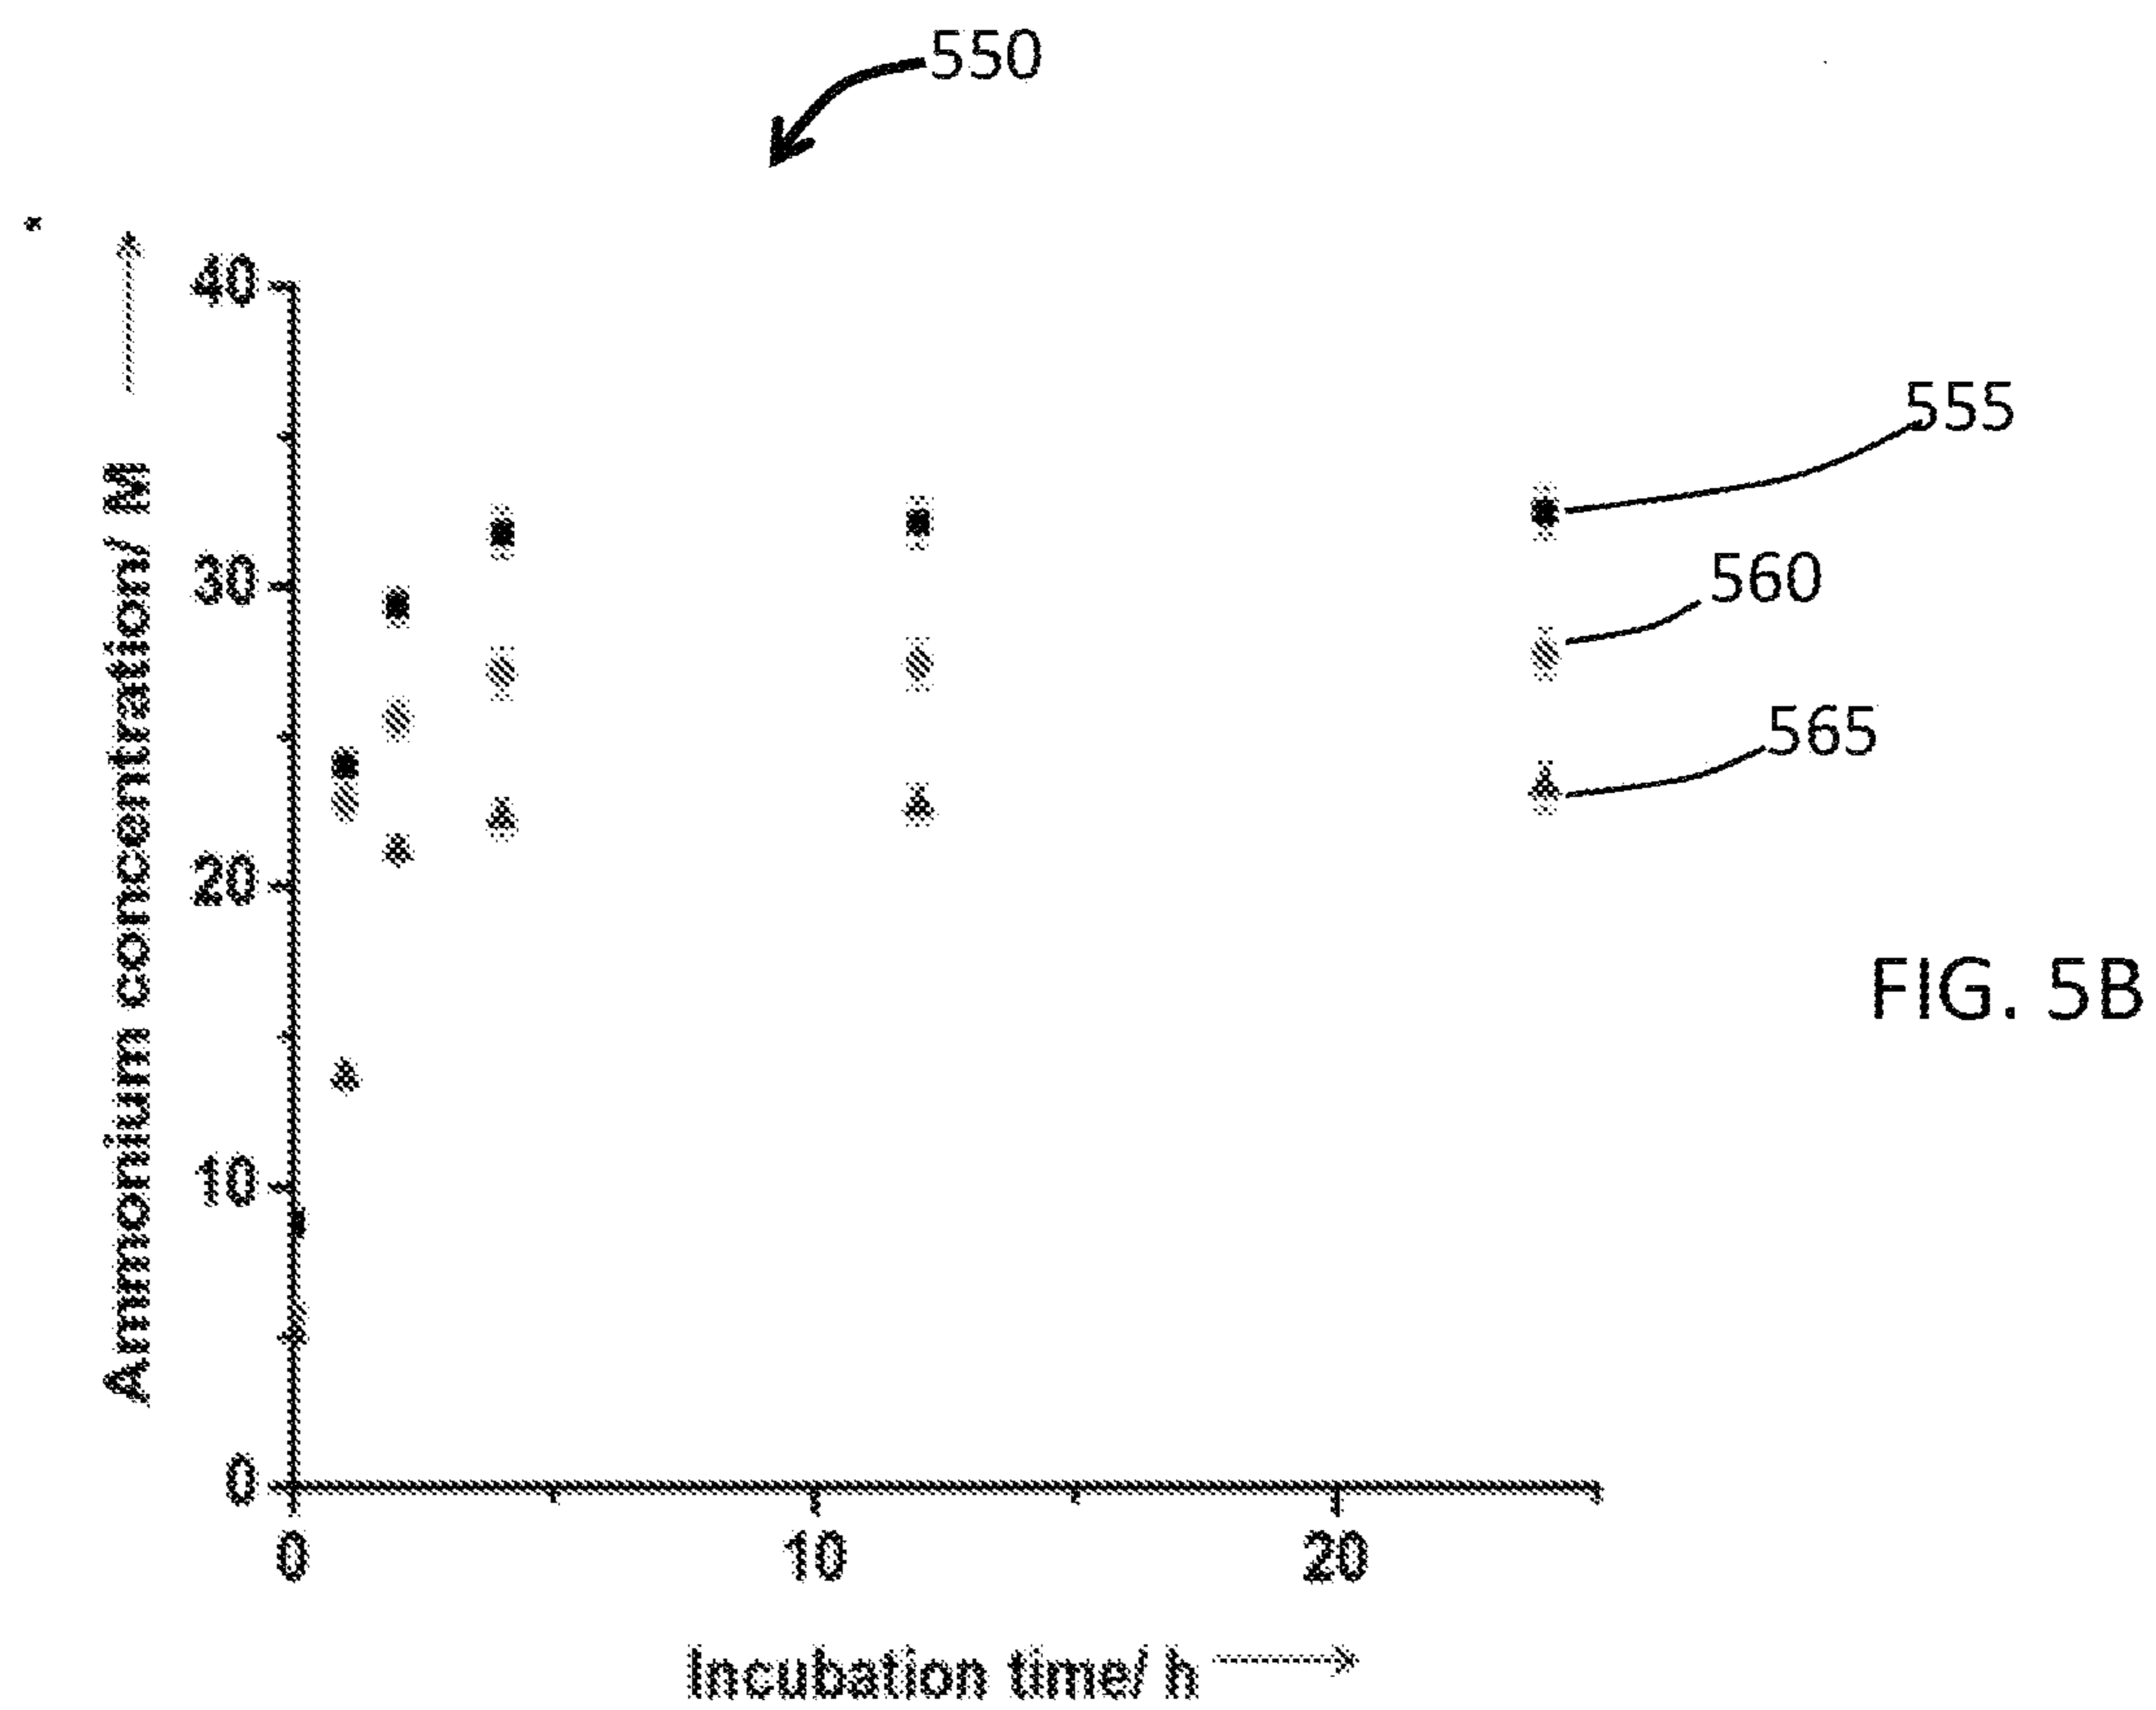 550
40
555
30
560
565
20
10
0
0 10 20
Ammonium concentration/ M
Incubation time/ h
FIG. 5B